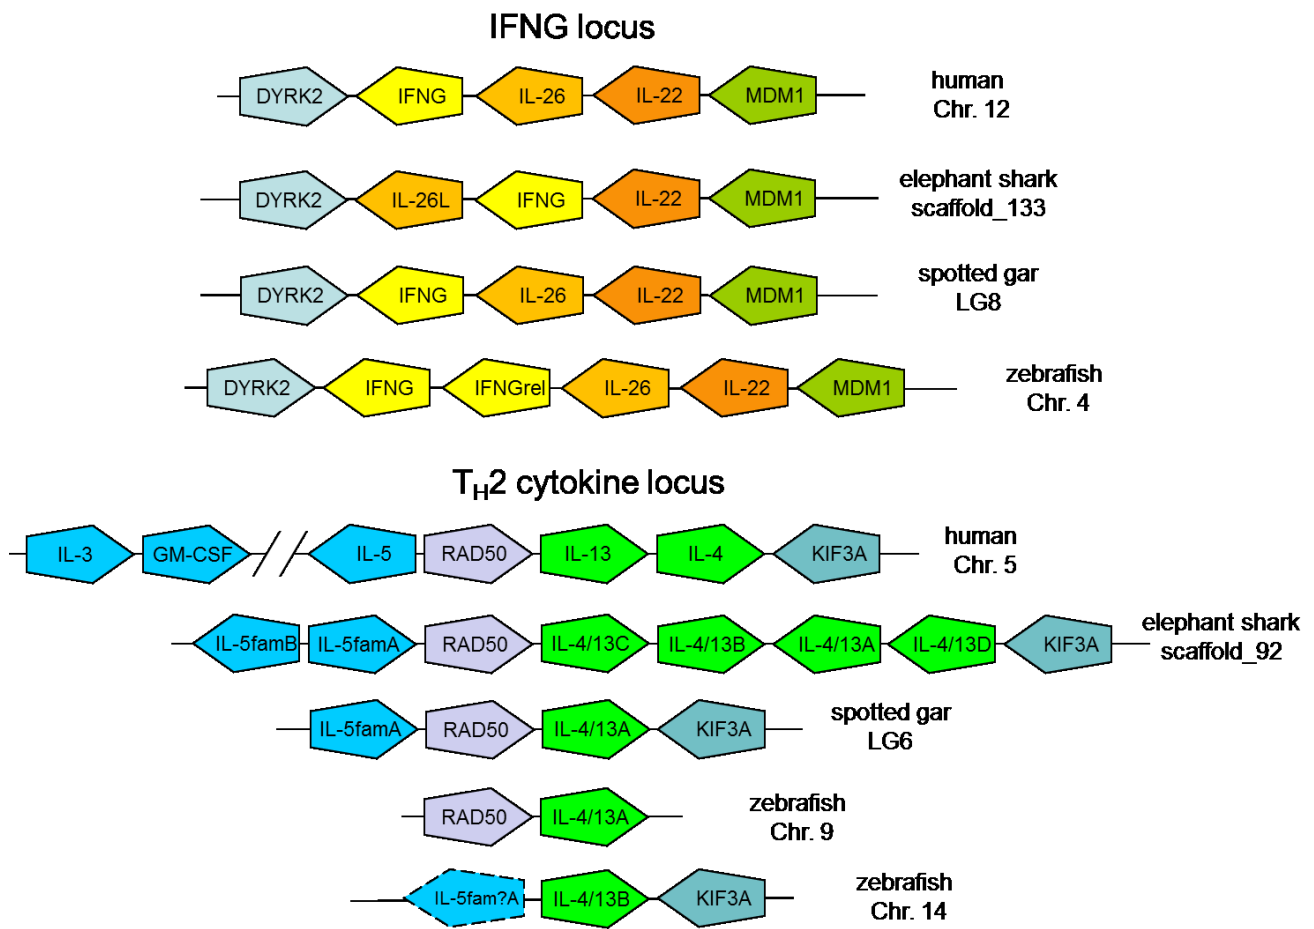 IFNG locus
DYRK2 IFNG IL-26 IL-22 MDM1 human
Chr. 12
DYRK2 IL-26L IFNG IL-22 MDM1 elephant shark
scaffold_133
DYRK2 IFNG IL-26 IL-22 MDM1 spotted gar
LG8
DYRK2 IFNG IFNGrel IL-26 IL-22 MDM1 zebrafish
Chr. 4
TH2 cytokine locus
IL-3 GM-CSF IL-5 RAD50 IL-13 IL-4 KIF3A human
Chr. 5
IL-5famB IL-5famA RAD50 IL-4/13C IL-4/13B IL-4/13A IL-4/13D KIF3A elephant shark
scaffold_92
IL-5famA RAD50 IL-4/13A KIF3A spotted gar
LG6
RAD50 IL-4/13A zebrafish
Chr. 9
IL-5fam?A IL-4/13B KIF3A zebrafish
Chr. 14